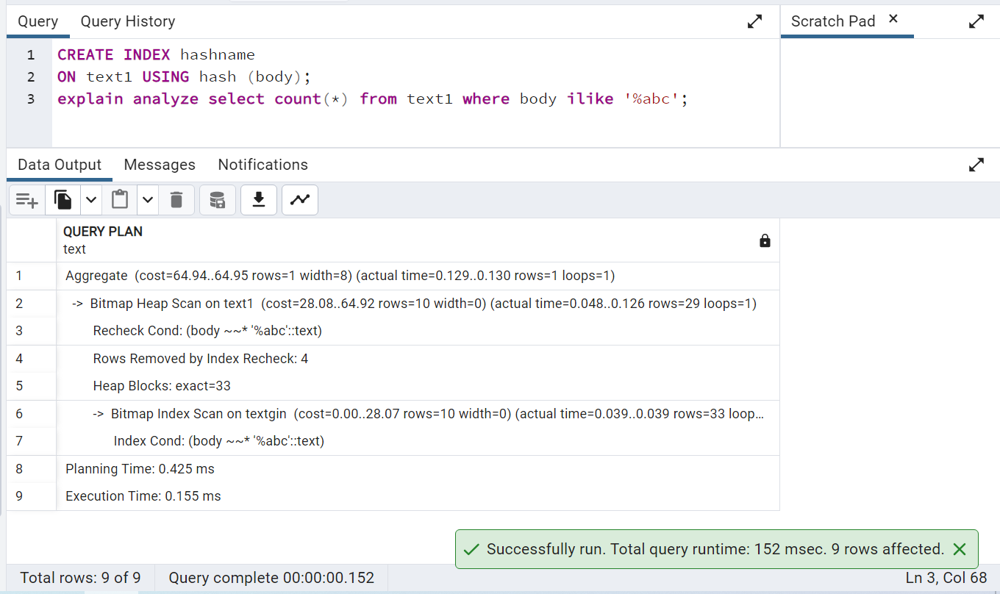 Query Query History
Scratch Pad ×
1 CREATE INDEX hashname
2 ON text1 USING hash (body);
3 explain analyze select count(*) from text1 where body ilike '%abc';
Data Output Messages Notifications
QUERY PLAN
text
1 Aggregate (cost=64.94..64.95 rows=1 width=8) (actual time=0.129..0.130 rows=1 loops=1)
2 -> Bitmap Heap Scan on text1 (cost=28.08..64.92 rows=10 width=0) (actual time=0.048..0.126 rows=29 loops=1)
3 Recheck Cond: (body ~~* '%abc'::text)
4 Rows Removed by Index Recheck: 4
5 Heap Blocks: exact=33
6 -> Bitmap Index Scan on textgin (cost=0.00..28.07 rows=10 width=0) (actual time=0.039..0.039 rows=33 loop…
7 Index Cond: (body ~~* '%abc'::text)
8 Planning Time: 0.425 ms
9 Execution Time: 0.155 ms
Successfully run. Total query runtime: 152 msec. 9 rows affected.
Total rows: 9 of 9 Query complete 00:00:00.152 Ln 3, Col 68